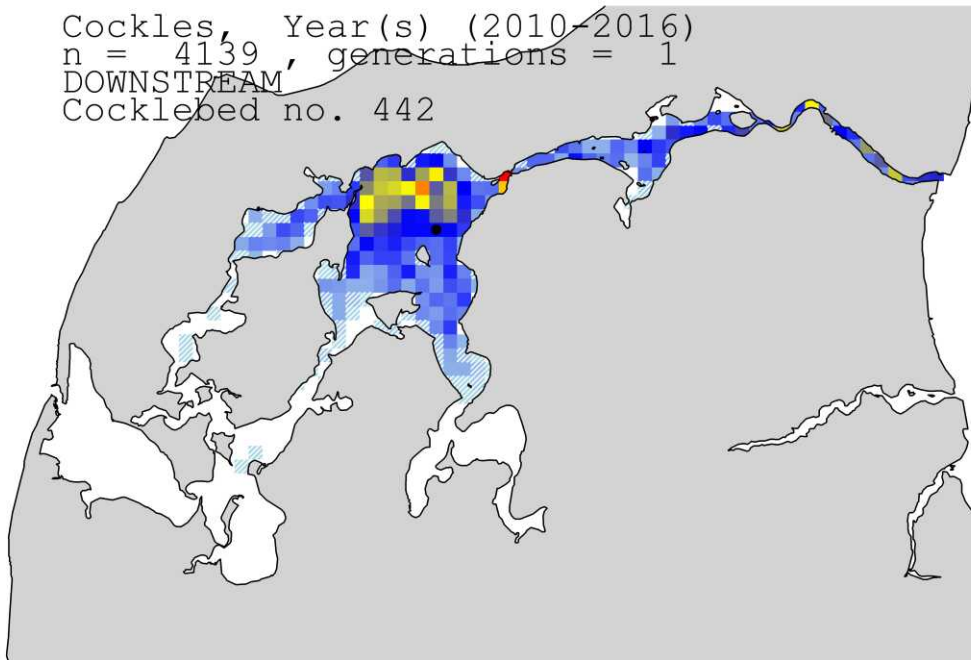 Cockles, Year(s) (2010-2016)
n = 4139 , generations = 1
DOWNSTREAM
Cocklebed no. 442